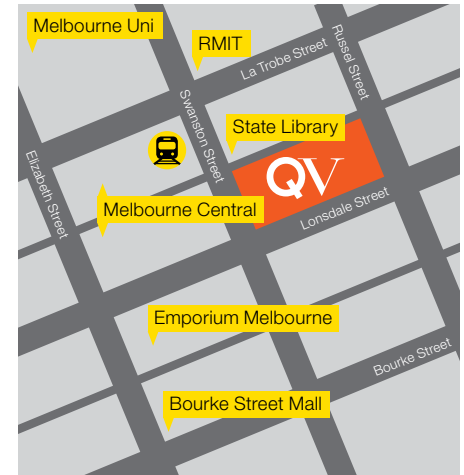 Melbourne Uni
RMIT
La Trobe Street
Russel Street
Swanston Street
State Library
Elizabeth Street
QV
Melbourne Central
Lonsdale Street
Emporium Melbourne
Bourke Street
Bourke Street Mall